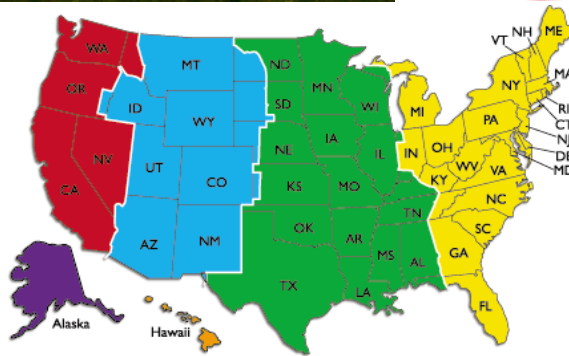 WA
OR
NV
CA
MT
ID
WY
UT
CO
AZ
NM
ND
SD
NE
KS
OK
TX
MN
WI
IA
IL
MO
AR
TN
MS
AL
LA
MI
IN
OH
KY
WV
VA
PA
NY
NC
SC
GA
FL
VT
NH
ME
MA
RI
CT
NJ
DE
MD
Alaska
Hawaii